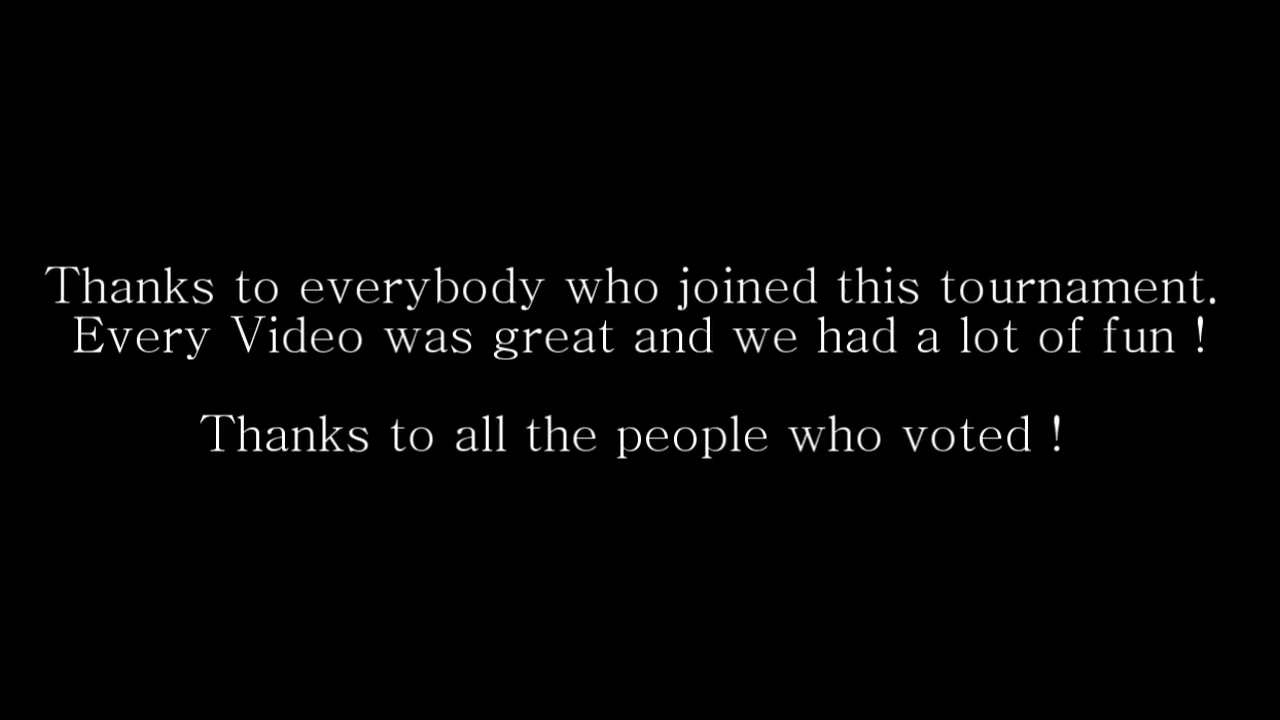 Thanks to everybody who joined this tournament.
Every Video was great and we had a lot of fun !
Thanks to all the people who voted !